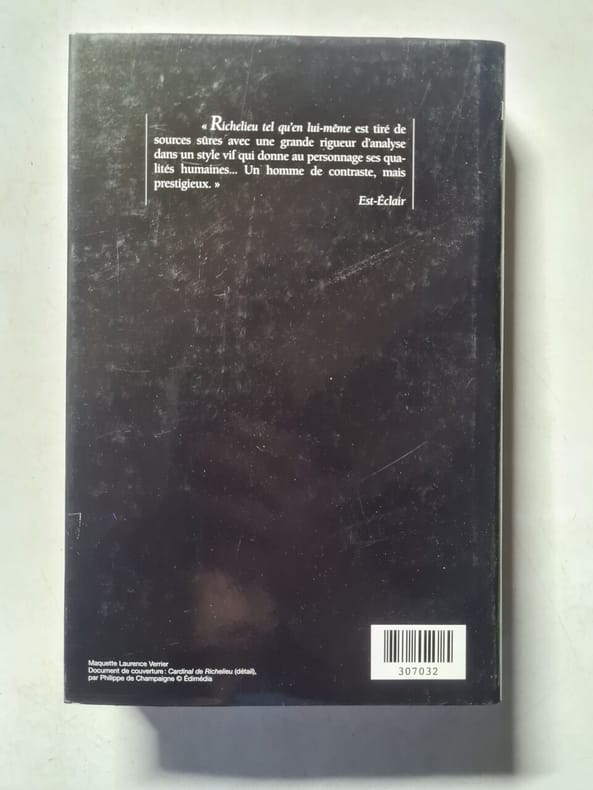 « Richelieu tel qu'en lui-même est tiré de
sources sûres avec une grande rigueur d'analyse
dans un style vif qui donne au personnage ses qua-
lités humaines... Un homme de contraste, mais
prestigieux. »
Est-Éclair
Maquette Laurence Verrier
Document de couverture : Cardinal de Richelieu (détail),
par Philippe de Champaigne © Édimédia
307032